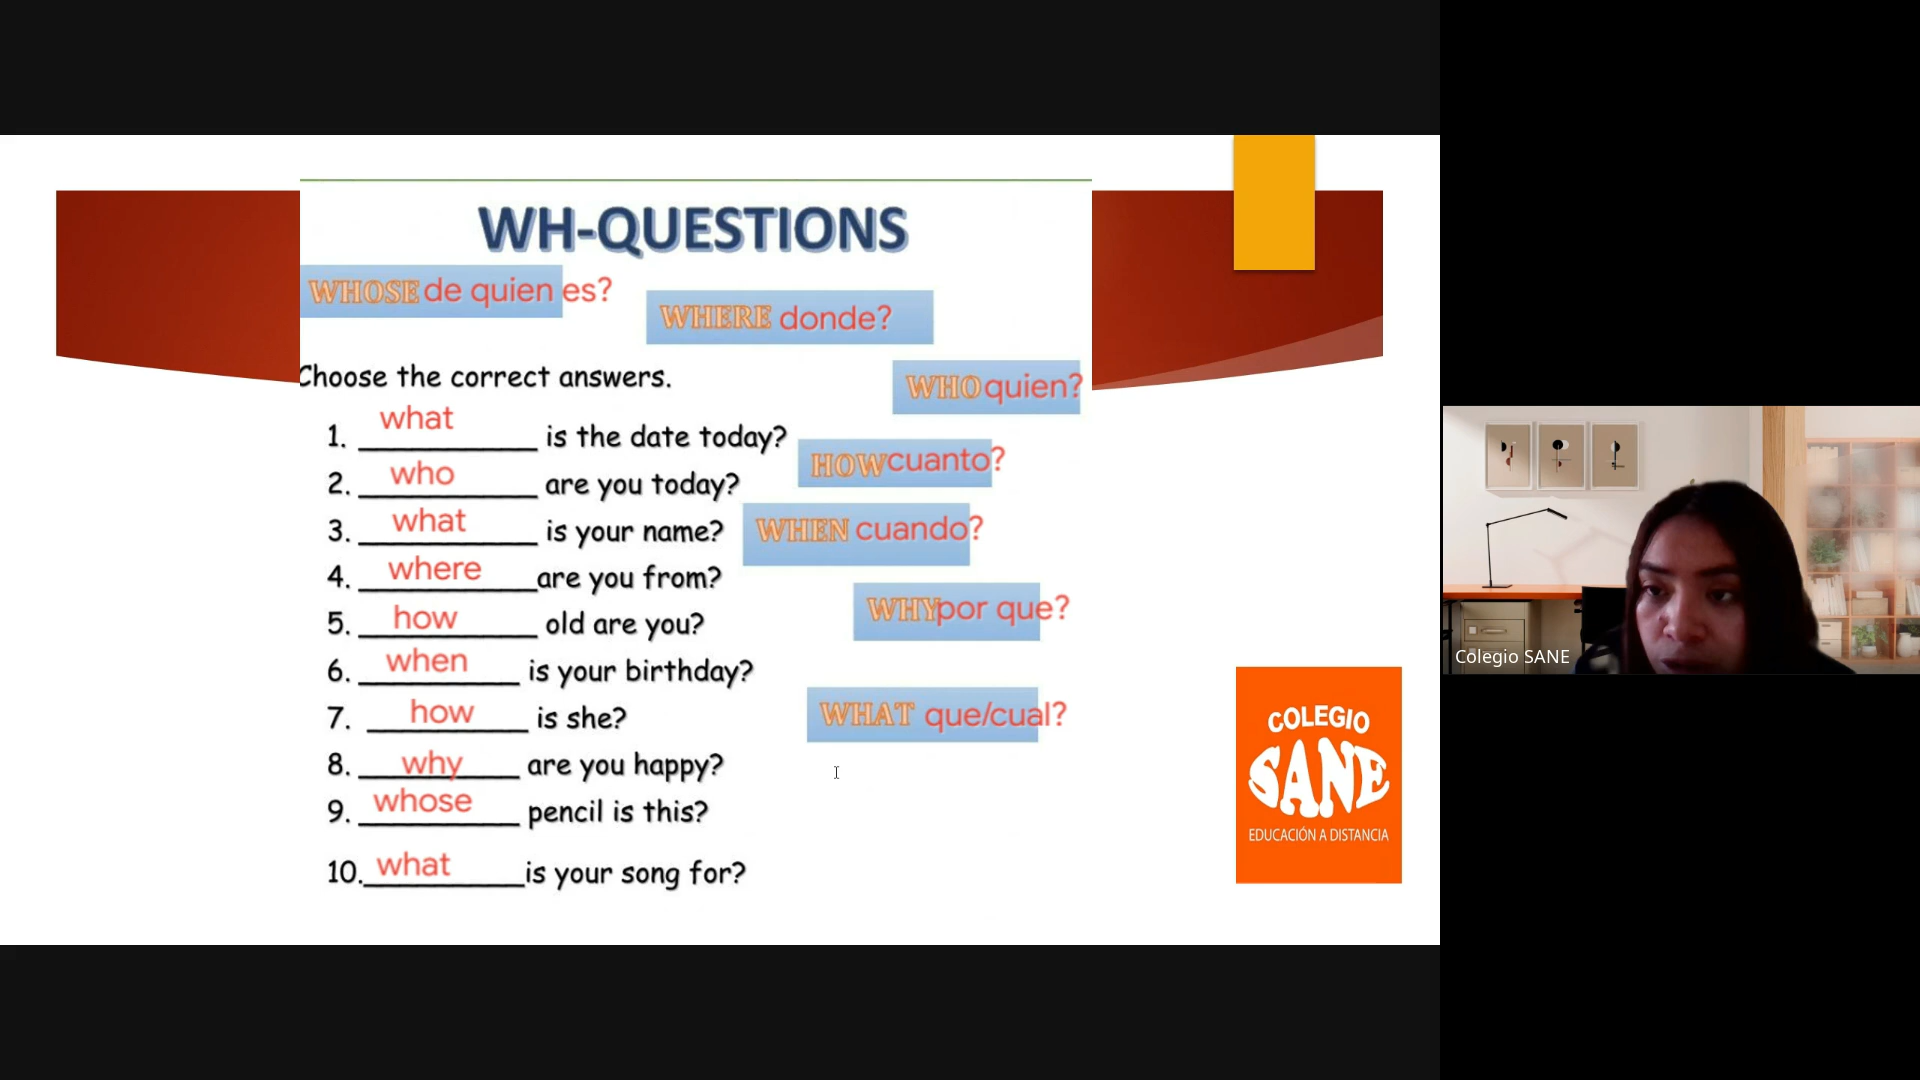 WH-QUESTIONS
WHOSE de quien es?
WHERE donde?
Choose the correct answers.
WHO quien?
1. what is the date today?
HOW cuanto?
2. who are you today?
WHEN cuando?
3. what is your name?
4. where are you from?
WHY por que?
5. how old are you?
6. when is your birthday?
7. how is she?
WHAT que/cual?
8. why are you happy?
9. whose pencil is this?
10. what is your song for?
COLEGIO
SANE
EDUCACIÓN A DISTANCIA
Colegio SANE